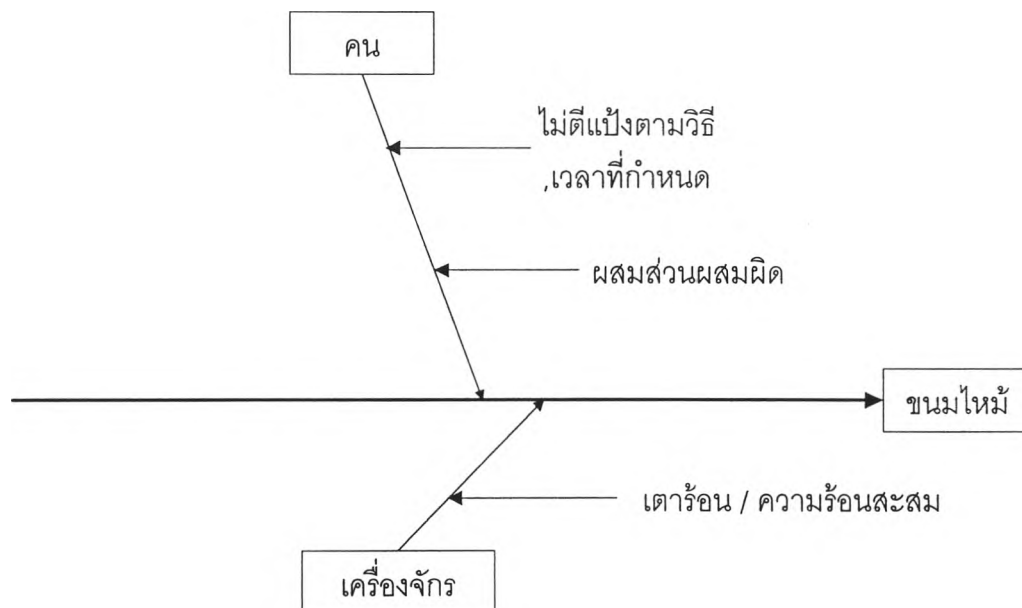 คน
ไม่ตีแป้งตามวิธี
,เวลาที่กำหนด
ผสมส่วนผสมผิด
ขนมไหม้
เตาร้อน / ความร้อนสะสม
เครื่องจักร